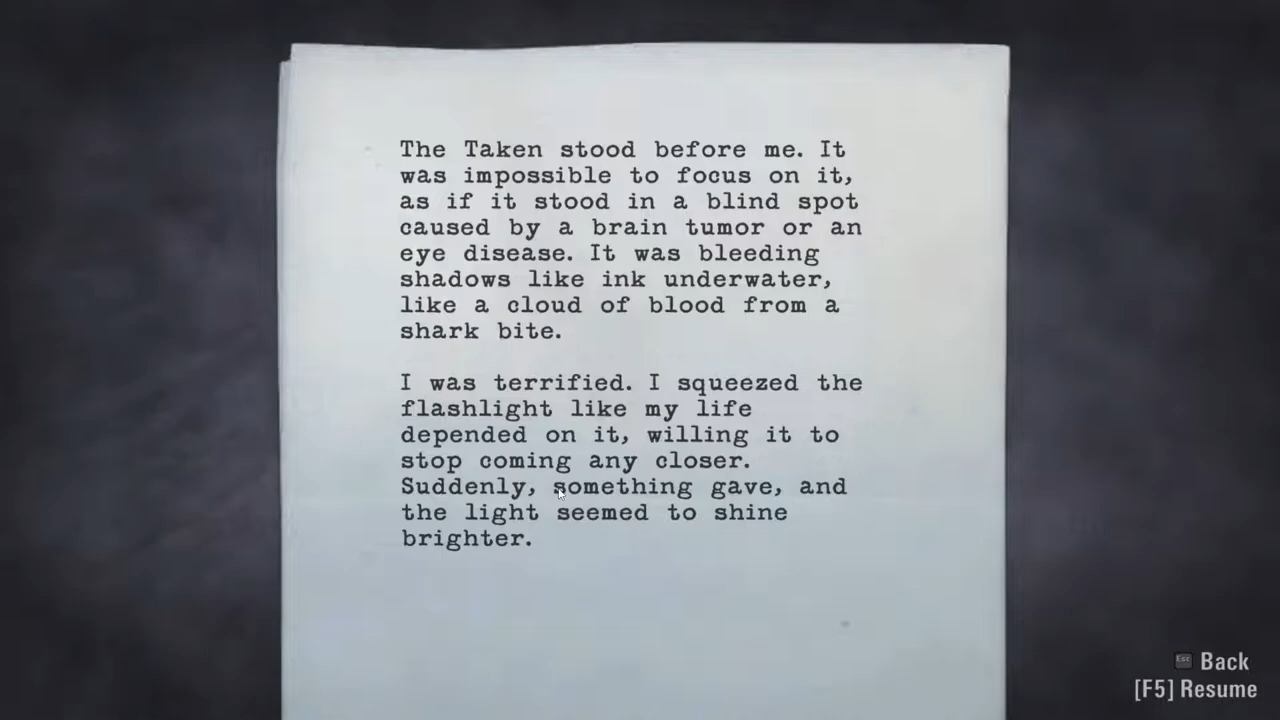 The Taken stood before me. It
was impossible to focus on it,
as if it stood in a blind spot
caused by a brain tumor or an
eye disease. It was bleeding
shadows like ink underwater,
like a cloud of blood from a
shark bite.
I was terrified. I squeezed the
flashlight like my life
depended on it, willing it to
stop coming any closer.
Suddenly, something gave, and
the light seemed to shine
brighter.
Esc Back
[F5] Resume